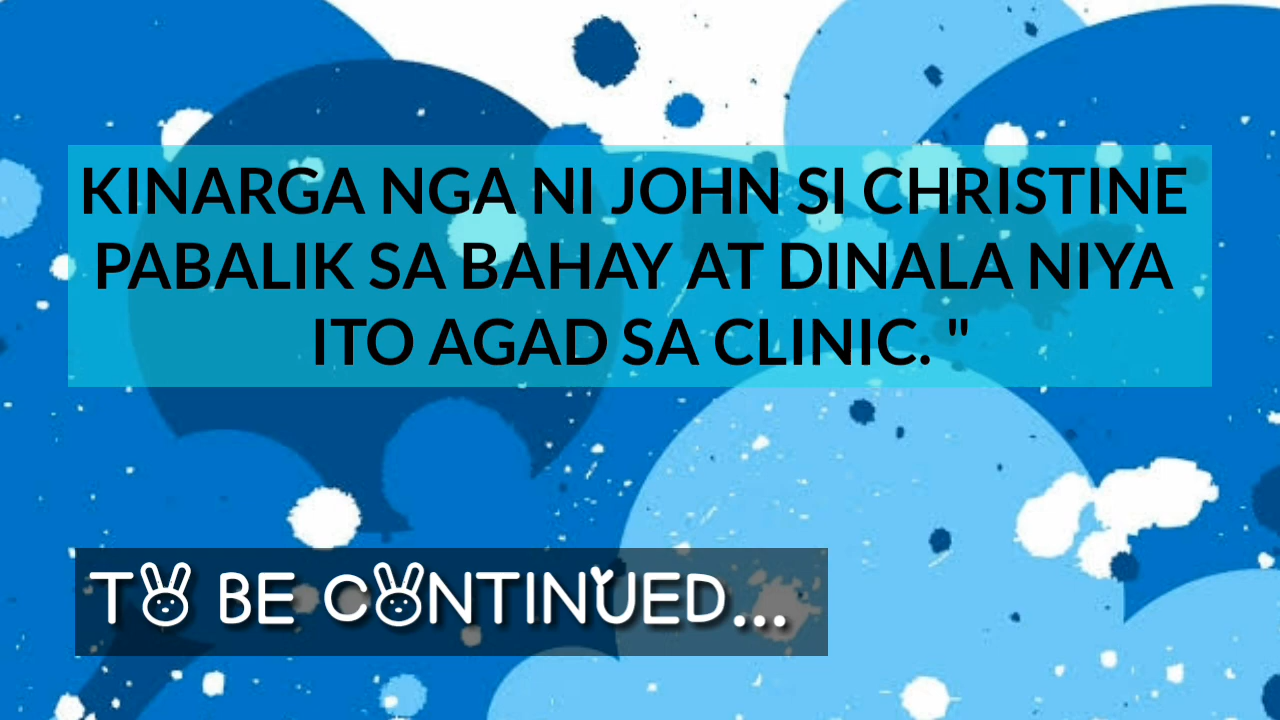 KINARGA NGA NI JOHN SI CHRISTINE
PABALIK SA BAHAY AT DINALA NIYA
ITO AGAD SA CLINIC. "
TO BE CONTINUED...